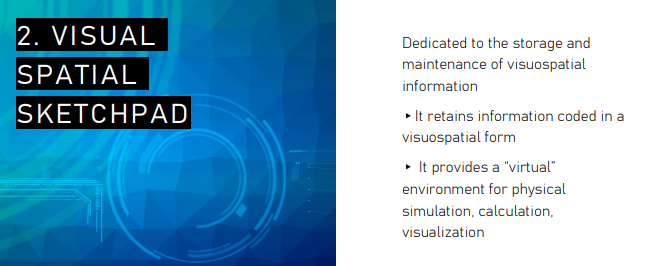 2. VISUAL
SPATIAL
SKETCHPAD
Dedicated to the storage and
maintenance of visuospatial
information
▸ It retains information coded in a
visuospatial form
▸ It provides a "virtual"
environment for physical
simulation, calculation,
visualization